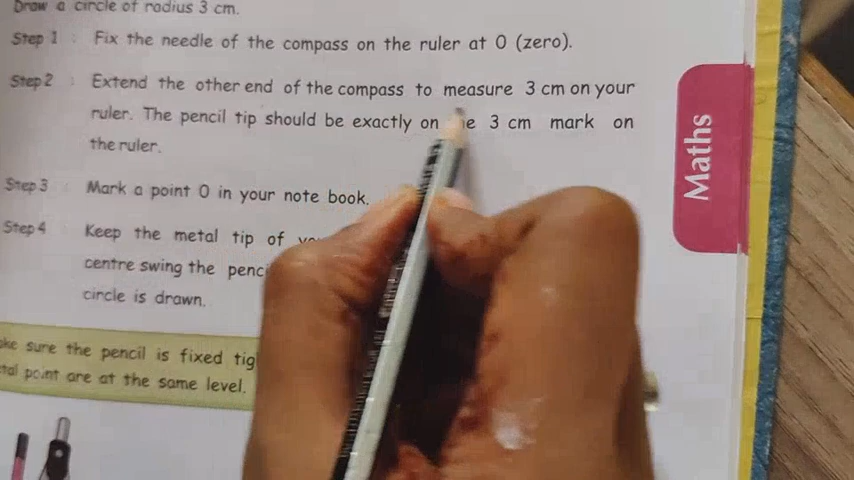 Draw a circle of radius 3 cm.
Step 1 : Fix the needle of the compass on the ruler at 0 (zero).
Step 2 : Extend the other end of the compass to measure 3 cm on your
ruler. The pencil tip should be exactly on 3 cm mark on
the ruler.
Step 3 : Mark a point O in your note book.
Step 4 : Keep the metal tip of
centre swing the
circle is drawn.
sure the pencil is fixed
point are at the same level.
Maths